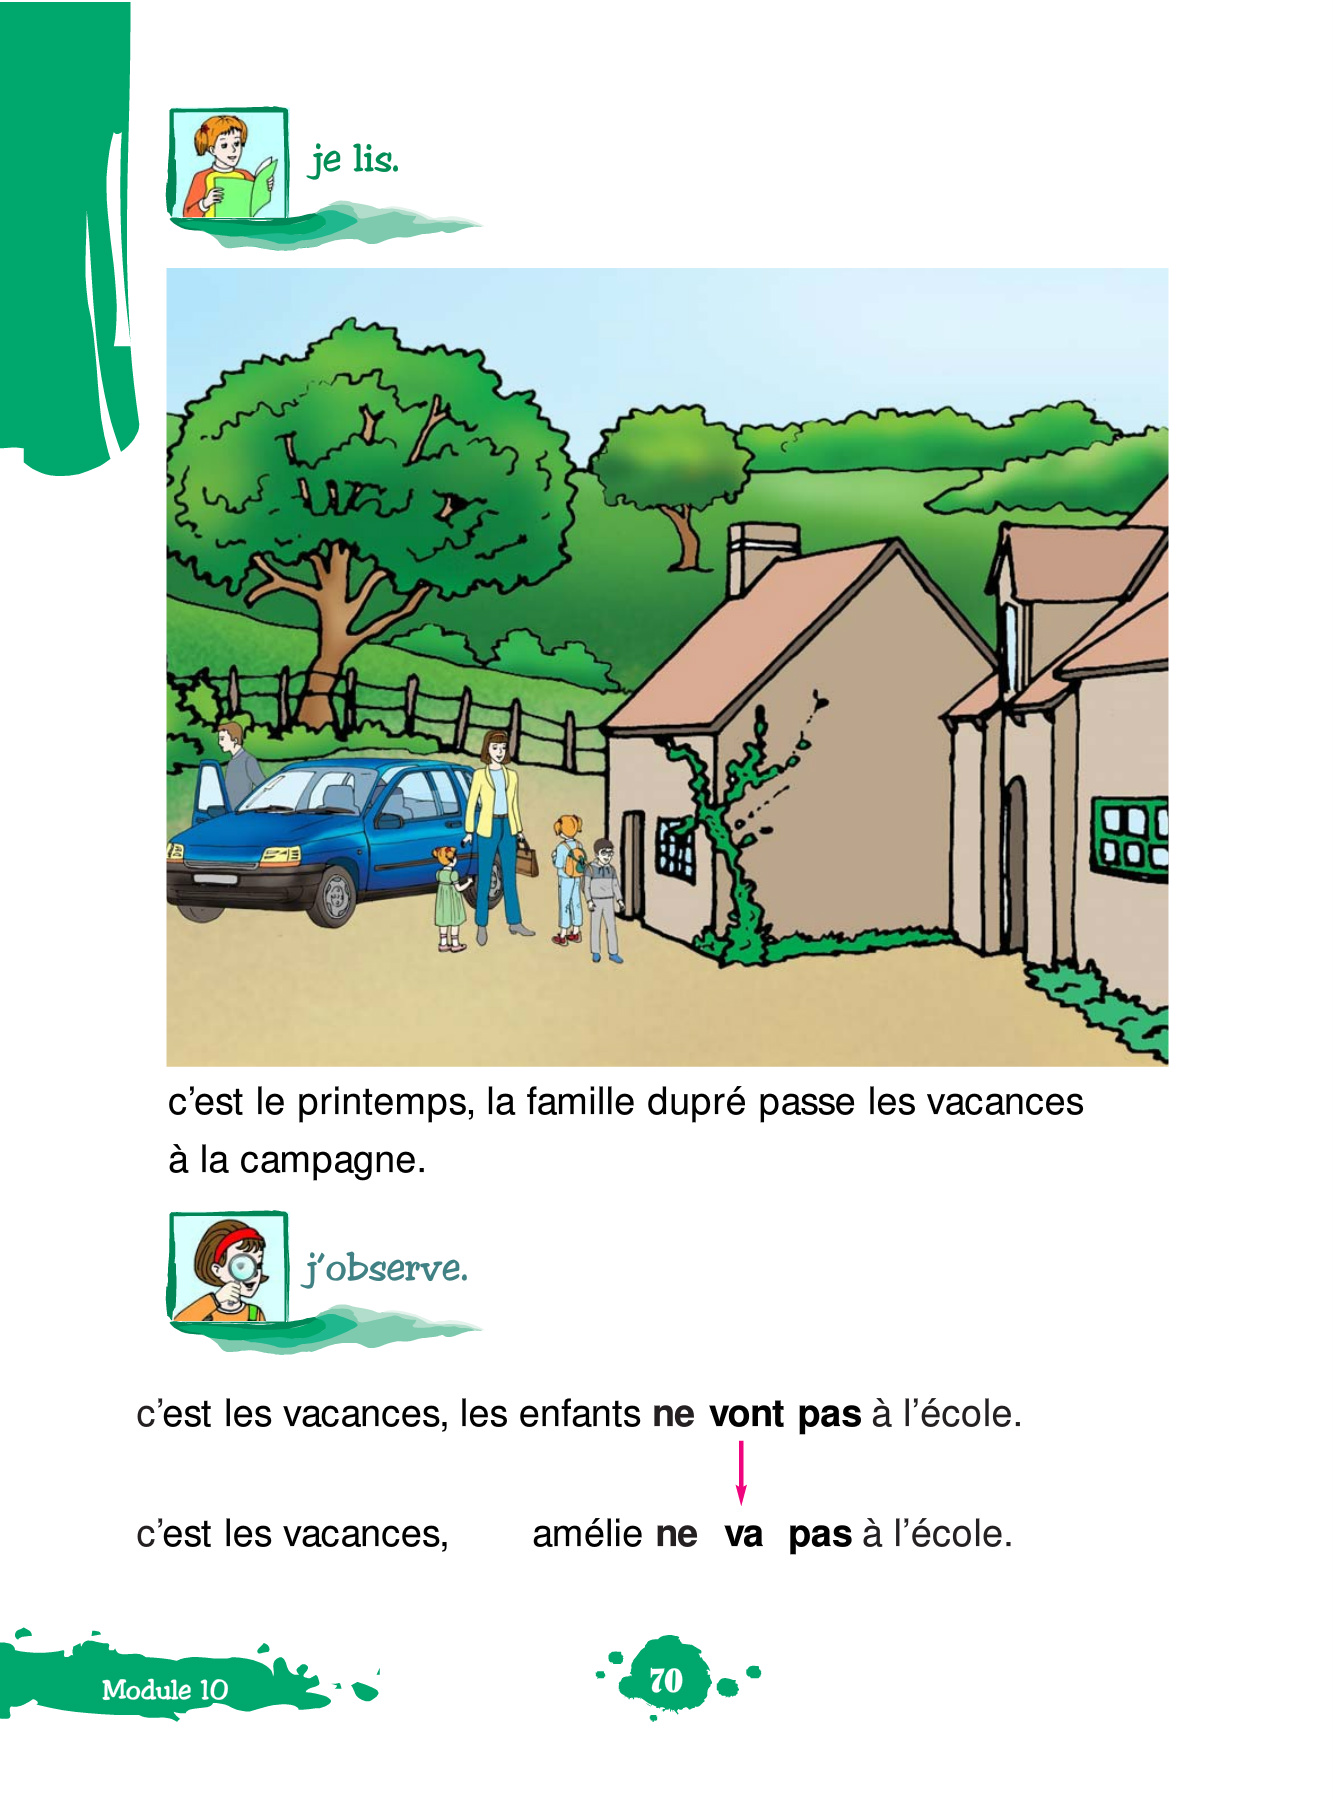 je lis.
c'est le printemps, la famille dupré passe les vacances
à la campagne.
j'observe.
c'est les vacances, les enfants ne vont pas à l'école.
c'est les vacances, amélie ne va pas à l'école.
Module 10
70